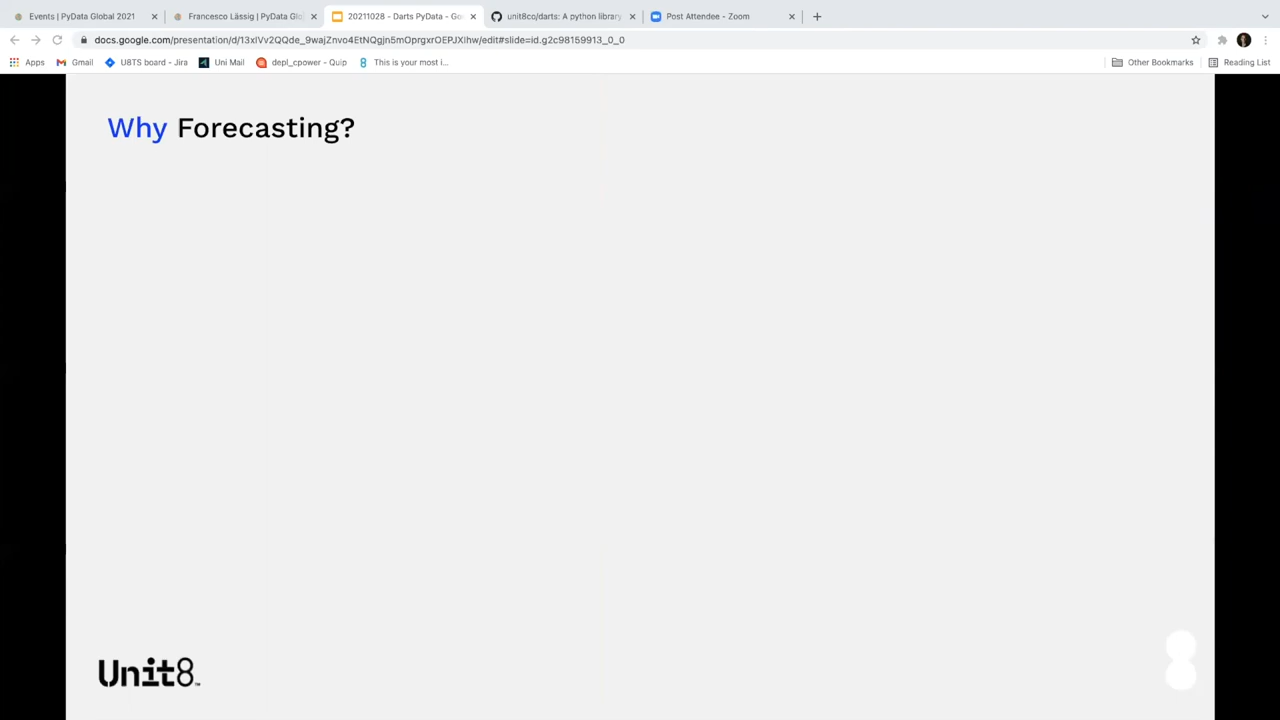 Events | PyData Global 2021
Francesco Lässig | PyData Glo
20211028 - Darts PyData - Go
unit8co/darts: A python library
Post Attendee - Zoom
docs.google.com/presentation/d/13xlVv2QQde_9wajZnvo4EtNQgjn5mOprgxrOEPJXlhw/edit#slide=id.g2c98159913_0_0
Apps
Gmail
U8TS board - Jira
Uni Mail
depl_cpower - Quip
This is your most i...
Other Bookmarks
Reading List
Why Forecasting?
Unit8™